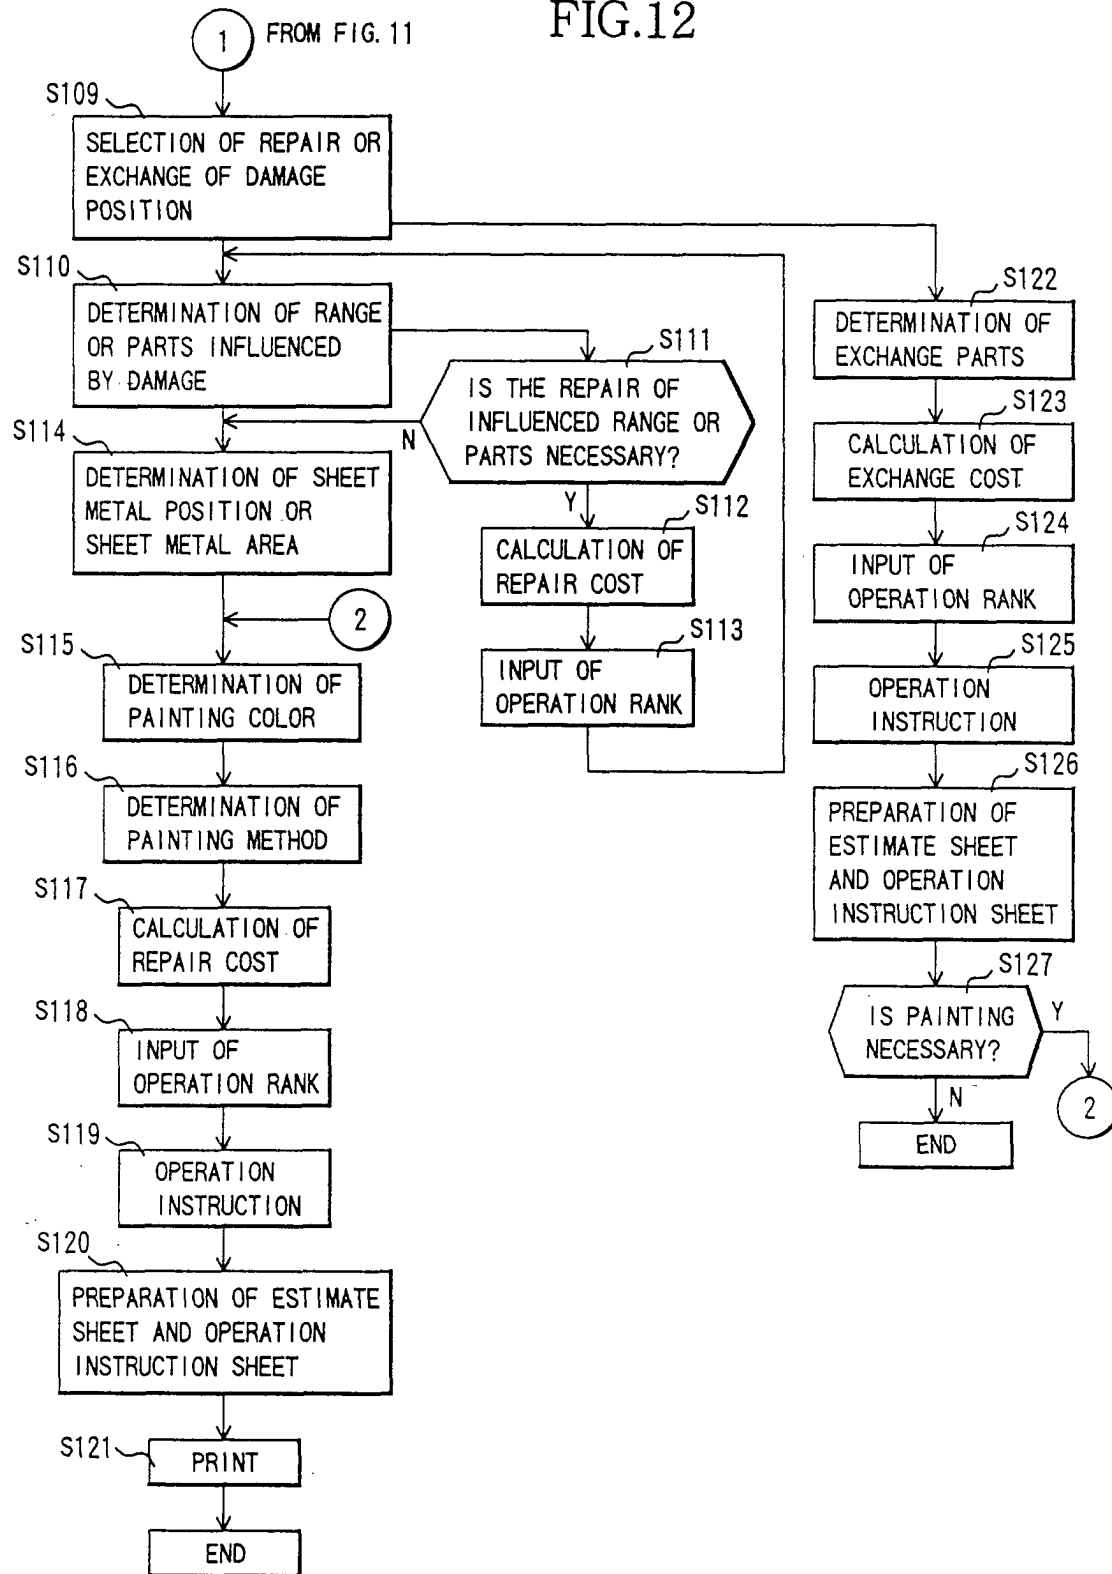 FIG.12
1 FROM FIG. 11
S109
SELECTION OF REPAIR OR
EXCHANGE OF DAMAGE
POSITION
S110
DETERMINATION OF RANGE
OR PARTS INFLUENCED
BY DAMAGE
S111
IS THE REPAIR OF
INFLUENCED RANGE OR
PARTS NECESSARY?
N
Y
S112
CALCULATION OF
REPAIR COST
S113
INPUT OF
OPERATION RANK
S114
DETERMINATION OF SHEET
METAL POSITION OR
SHEET METAL AREA
2
S115
DETERMINATION OF
PAINTING COLOR
S116
DETERMINATION OF
PAINTING METHOD
S117
CALCULATION OF
REPAIR COST
S118
INPUT OF
OPERATION RANK
S119
OPERATION
INSTRUCTION
S120
PREPARATION OF ESTIMATE
SHEET AND OPERATION
INSTRUCTION SHEET
S121
PRINT
END
S122
DETERMINATION OF
EXCHANGE PARTS
S123
CALCULATION OF
EXCHANGE COST
S124
INPUT OF
OPERATION RANK
S125
OPERATION
INSTRUCTION
S126
PREPARATION OF
ESTIMATE SHEET
AND OPERATION
INSTRUCTION SHEET
S127
IS PAINTING
NECESSARY?
Y
2
N
END